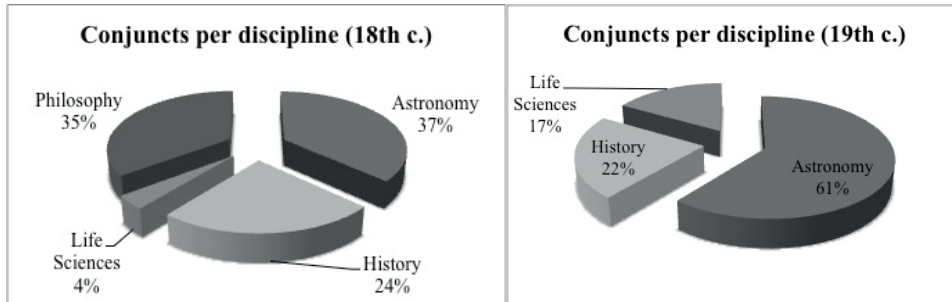 Conjuncts per discipline (18th c.)
Philosophy
35%
Astronomy
37%
Life
Sciences
4%
History
24%
Conjuncts per discipline (19th c.)
Life
Sciences
17%
History
22%
Astronomy
61%